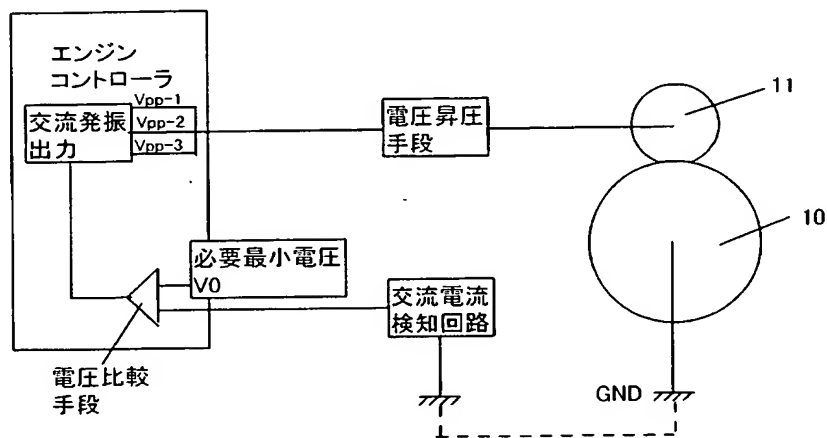 エンジン
コントローラ
交流発振
出力
Vpp-1
Vpp-2
Vpp-3
電圧昇圧
手段
11
10
必要最小電圧
V0
交流電流
検知回路
電圧比較
手段
GND